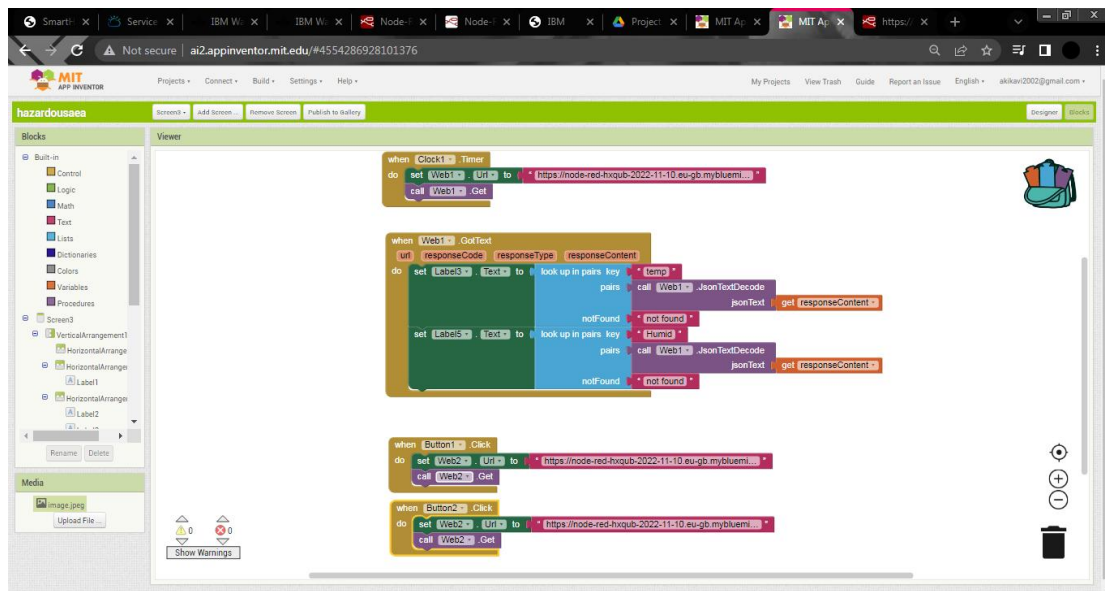 SmartH
Service
IBM Wa
IBM Wa
Node-F
Node-F
IBM
Project
MIT Ap
MIT Ap
https://
Not secure | ai2.appinventor.mit.edu/#4554286928101376
MIT
APP INVENTOR
Projects
Connect
Build
Settings
Help
My Projects
View Trash
Guide
Report an Issue
English
akikavi2002@gmail.com
hazardousaea
Screen3
Add Screen ...
Remove Screen
Publish to Gallery
Designer
Blocks
Blocks
Viewer
Built-in
Control
Logic
Math
Text
Lists
Dictionaries
Colors
Variables
Procedures
Screen3
VerticalArrangement1
HorizontalArrange
HorizontalArranger
Label1
HorizontalArranger
Label2
Rename
Delete
Media
image.jpeg
Upload File ...
when Clock1 .Timer
do set Web1 . Url to " https://node-red-hxqub-2022-11-10.eu-gb.mybluemi... "
call Web1 .Get
when Web1 .GotText
url responseCode responseType responseContent
do set Label3 . Text to look up in pairs key " temp "
pairs call Web1 .JsonTextDecode
jsonText get responseContent
notFound " not found "
set Label5 . Text to look up in pairs key " Humid "
pairs call Web1 .JsonTextDecode
jsonText get responseContent
notFound " not found "
when Button1 .Click
do set Web2 . Url to " https://node-red-hxqub-2022-11-10.eu-gb.mybluemi... "
call Web2 .Get
when Button2 .Click
do set Web2 . Url to " https://node-red-hxqub-2022-11-10.eu-gb.mybluemi... "
call Web2 .Get
0
0
Show Warnings